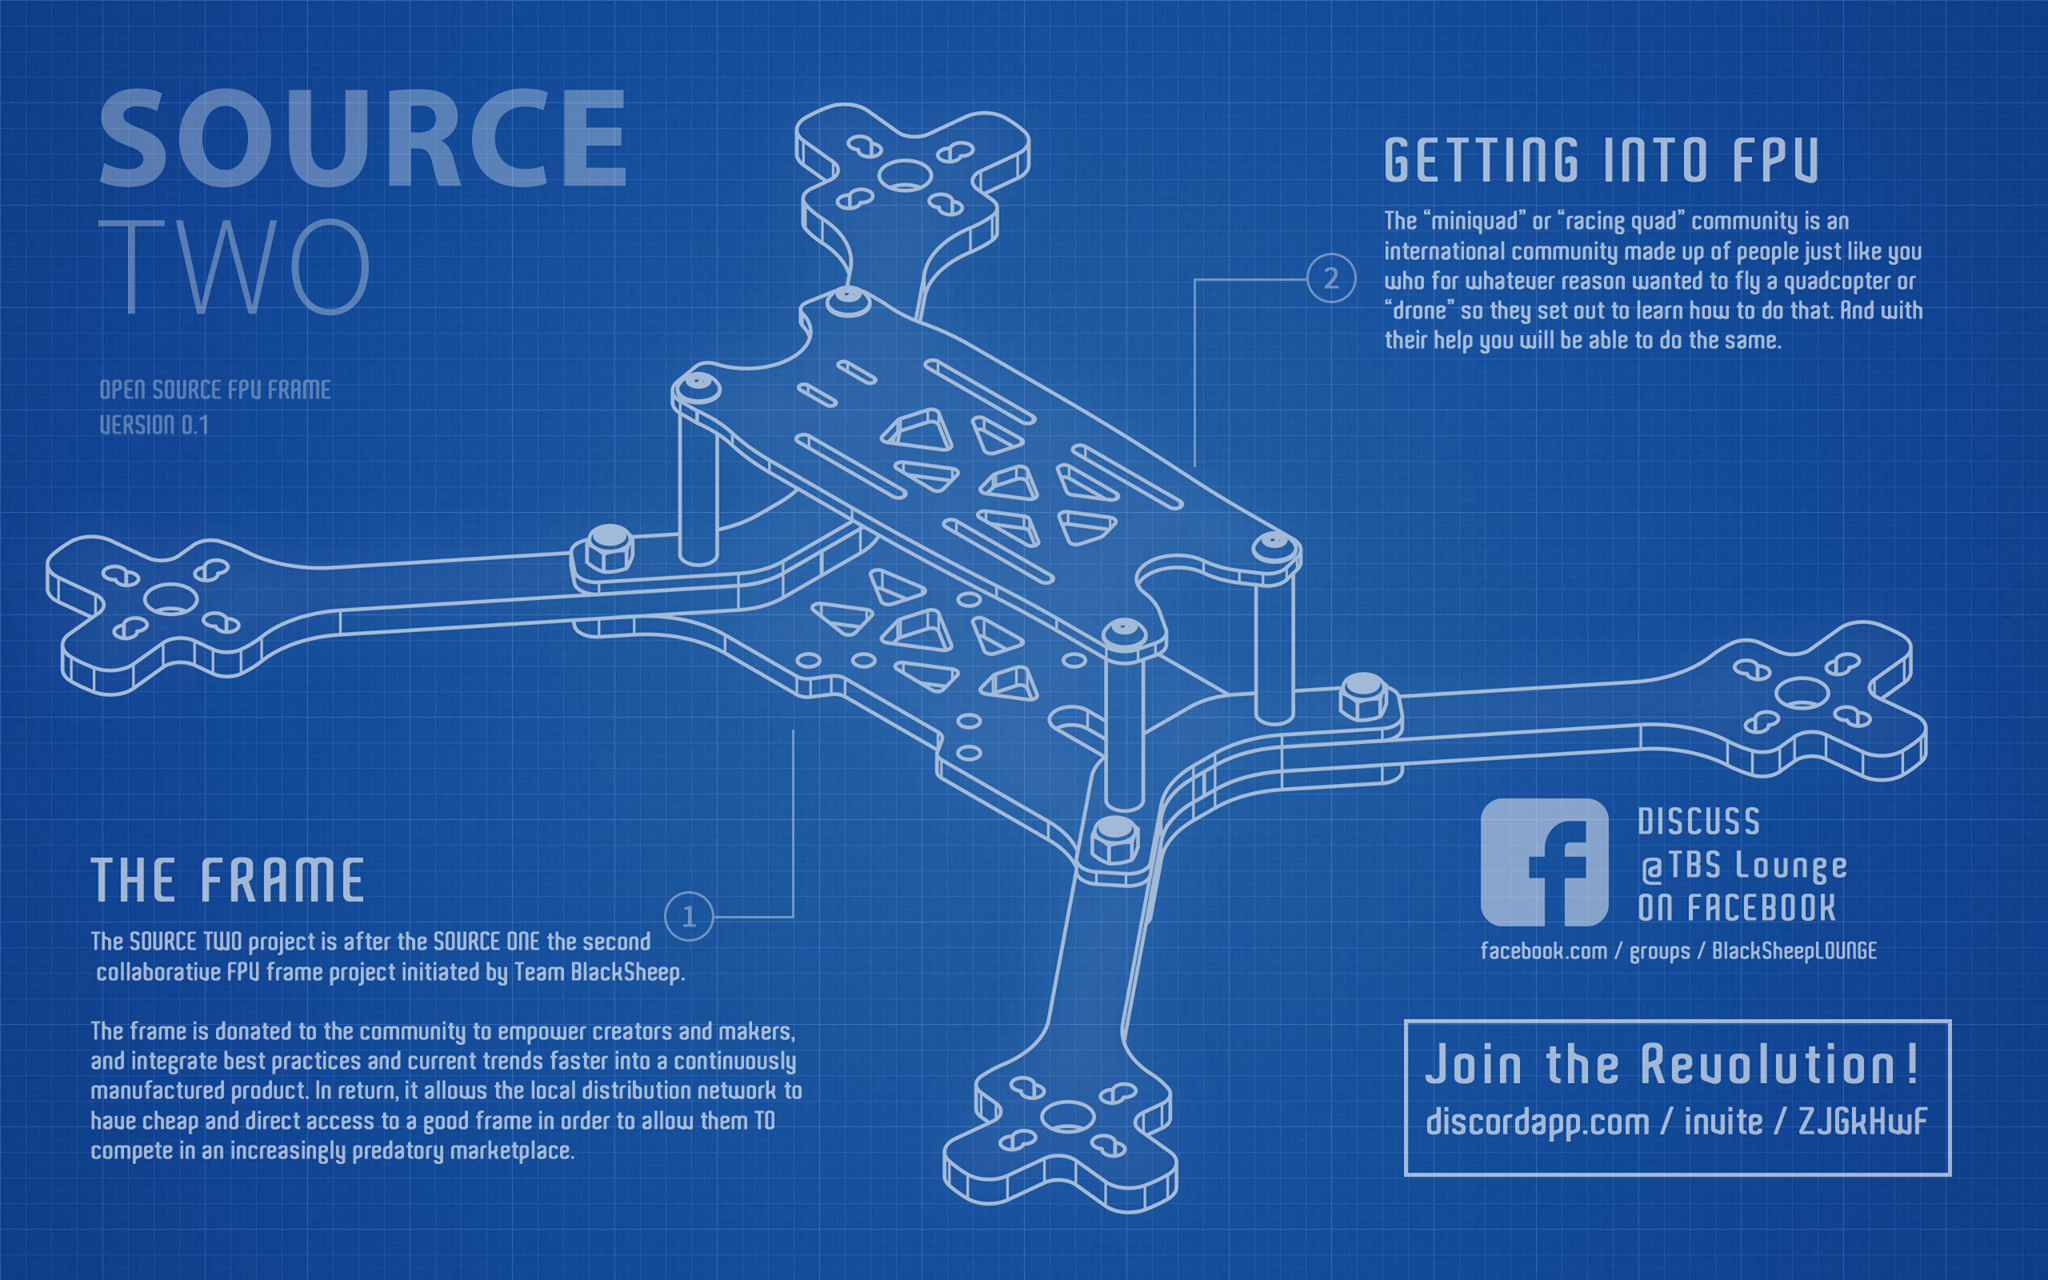 SOURCE
TWO
OPEN SOURCE FPV FRAME
VERSION 0.1
GETTING INTO FPV
The “miniquad” or “racing quad” community is an
international community made up of people just like you
who for whatever reason wanted to fly a quadcopter or
“drone” so they set out to learn how to do that. And with
their help you will be able to do the same.
2
THE FRAME
The SOURCE TWO project is after the SOURCE ONE the second
collaborative FPV frame project initiated by Team BlackSheep.
The frame is donated to the community to empower creators and makers,
and integrate best practices and current trends faster into a continuously
manufactured product. In return, it allows the local distribution network to
have cheap and direct access to a good frame in order to allow them TO
compete in an increasingly predatory marketplace.
1
f
DISCUSS
@TBS Lounge
ON FACEBOOK
facebook.com / groups / BlackSheepLOUNGE
Join the Revolution!
discordapp.com / invite / ZJGkHwF